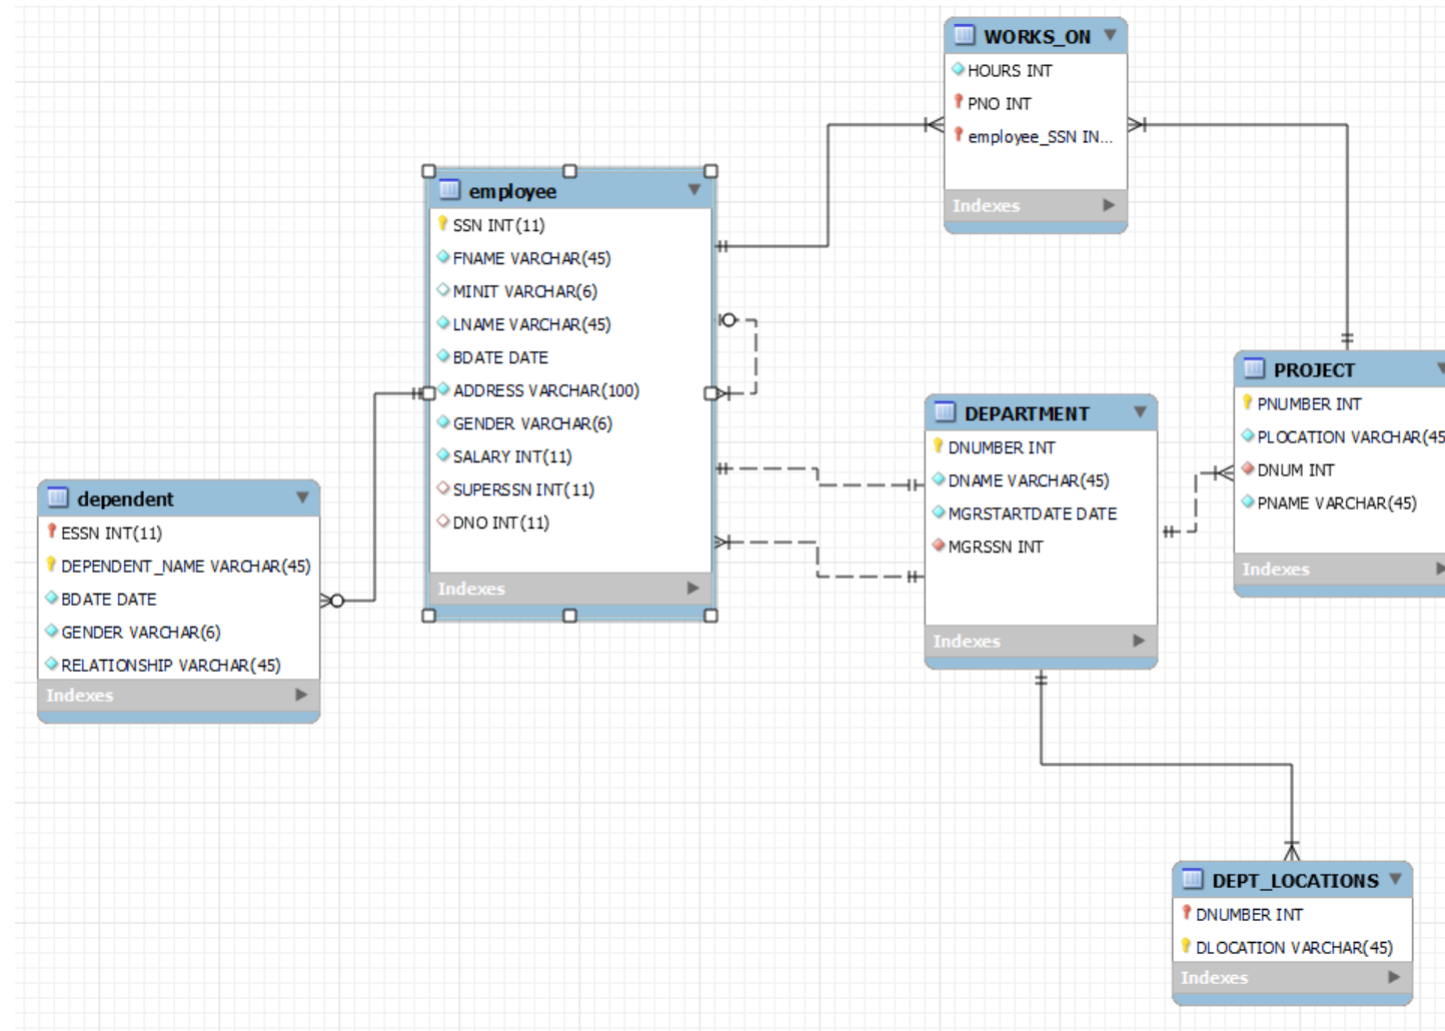 WORKS_ON
HOURS INT
PNO INT
employee_SSN IN...
Indexes
employee
SSN INT(11)
FNAME VARCHAR(45)
MINIT VARCHAR(6)
LNAME VARCHAR(45)
BDATE DATE
ADDRESS VARCHAR(100)
GENDER VARCHAR(6)
SALARY INT(11)
SUPERSSN INT(11)
DNO INT(11)
Indexes
PROJECT
PNUMBER INT
PLOCATION VARCHAR(45
DNUM INT
PNAME VARCHAR(45)
Indexes
DEPARTMENT
DNUMBER INT
DNAME VARCHAR(45)
MGRSTARTDATE DATE
MGRSSN INT
Indexes
dependent
ESSN INT(11)
DEPENDENT_NAME VARCHAR(45)
BDATE DATE
GENDER VARCHAR(6)
RELATIONSHIP VARCHAR(45)
Indexes
DEPT_LOCATIONS
DNUMBER INT
DLOCATION VARCHAR(45)
Indexes